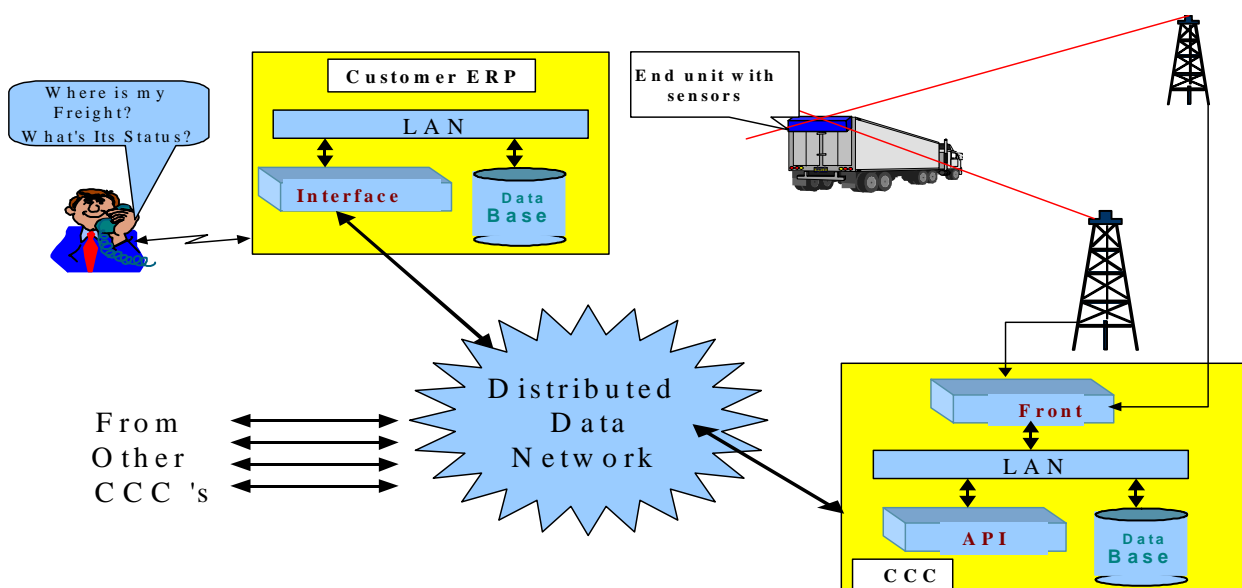 Where is my
Freight?
What's Its Status?
Customer ERP
LAN
Interface
Data
Base
End unit with
sensors
Distributed
Data
Network
From
Other
CCC 's
Front
LAN
API
Data
Base
CCC